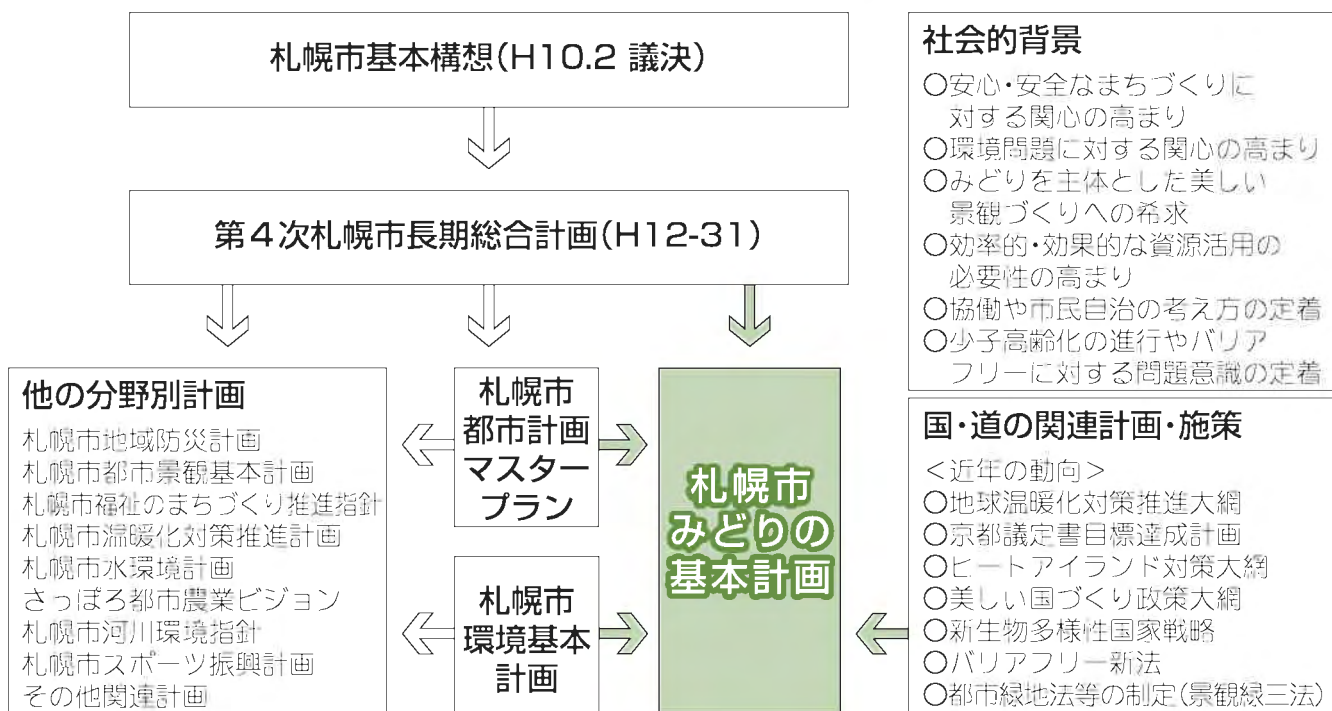 札幌市基本構想(H10.2 議決)
第4次札幌市長期総合計画(H12-31)
他の分野別計画
札幌市地域防災計画
札幌市都市景観基本計画
札幌市福祉のまちづくり推進指針
札幌市温暖化対策推進計画
札幌市水環境計画
さっぽろ都市農業ビジョン
札幌市河川環境指針
札幌市スポーツ振興計画
その他関連計画
札幌市
都市計画
マスター
プラン
札幌市
環境基本
計画
札幌市
みどりの
基本計画
社会的背景
○安心・安全なまちづくりに
対する関心の高まり
○環境問題に対する関心の高まり
○みどりを主体とした美しい
景観づくりへの希求
○効率的・効果的な資源活用の
必要性の高まり
○協働や市民自治の考え方の定着
○少子高齢化の進行やバリア
フリーに対する問題意識の定着
国・道の関連計画・施策
<近年の動向>
○地球温暖化対策推進大綱
○京都議定書目標達成計画
○ヒートアイランド対策大綱
○美しい国づくり政策大綱
○新生物多様性国家戦略
○バリアフリー新法
○都市緑地法等の制定(景観緑三法)